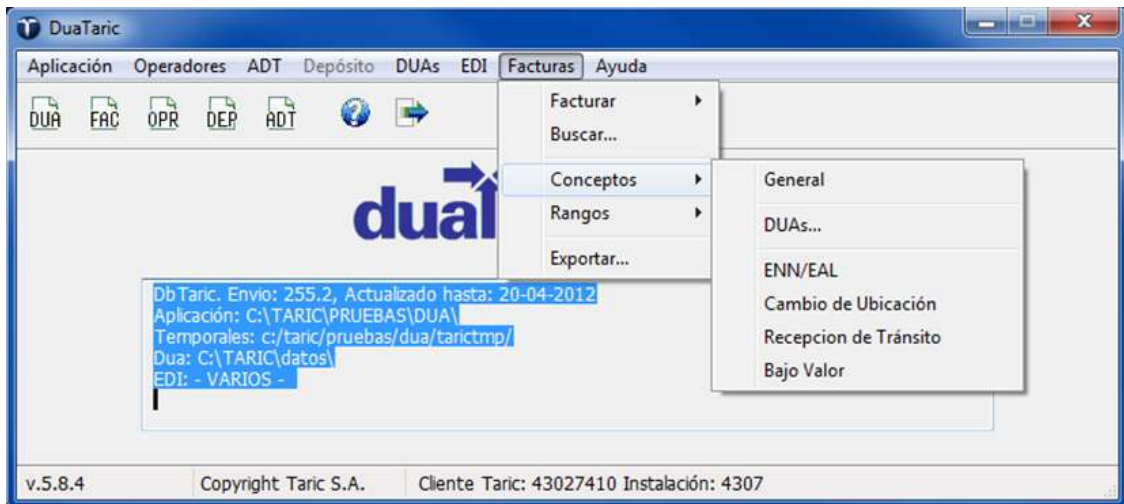 DuaTaric
Aplicación Operadores ADT Depósito DUAs EDI Facturas Ayuda
DUA FAC OPR DEP ADT
Facturar
Buscar...
Conceptos
Rangos
Exportar...
General
DUAs...
ENN/EAL
Cambio de Ubicación
Recepcion de Tránsito
Bajo Valor
dual
DbTaric. Envio: 255.2, Actualizado hasta: 20-04-2012
Aplicación: C:\TARIC\PRUEBAS\DUA\
Temporales: c:/taric/pruebas/dua/tarictmp/
Dua: C:\TARIC\datos\
EDI: - VARIOS -
v.5.8.4 Copyright Taric S.A. Cliente Taric: 43027410 Instalación: 4307